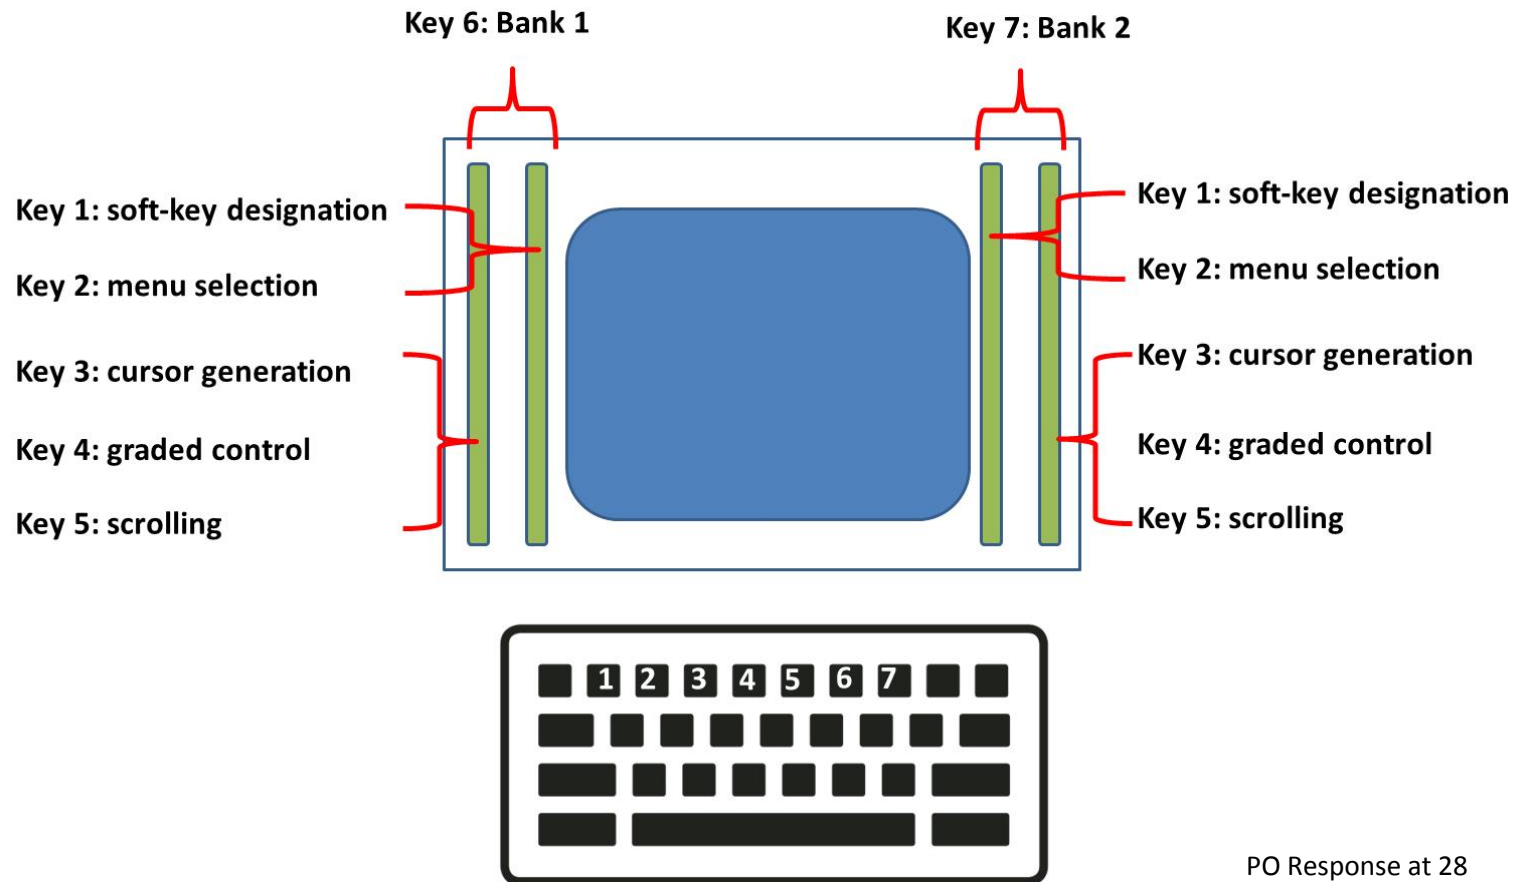 Key 6: Bank 1
Key 7: Bank 2
Key 1: soft-key designation
Key 2: menu selection
Key 3: cursor generation
Key 4: graded control
Key 5: scrolling
Key 1: soft-key designation
Key 2: menu selection
Key 3: cursor generation
Key 4: graded control
Key 5: scrolling
1 2 3 4 5 6 7
PO Response at 28